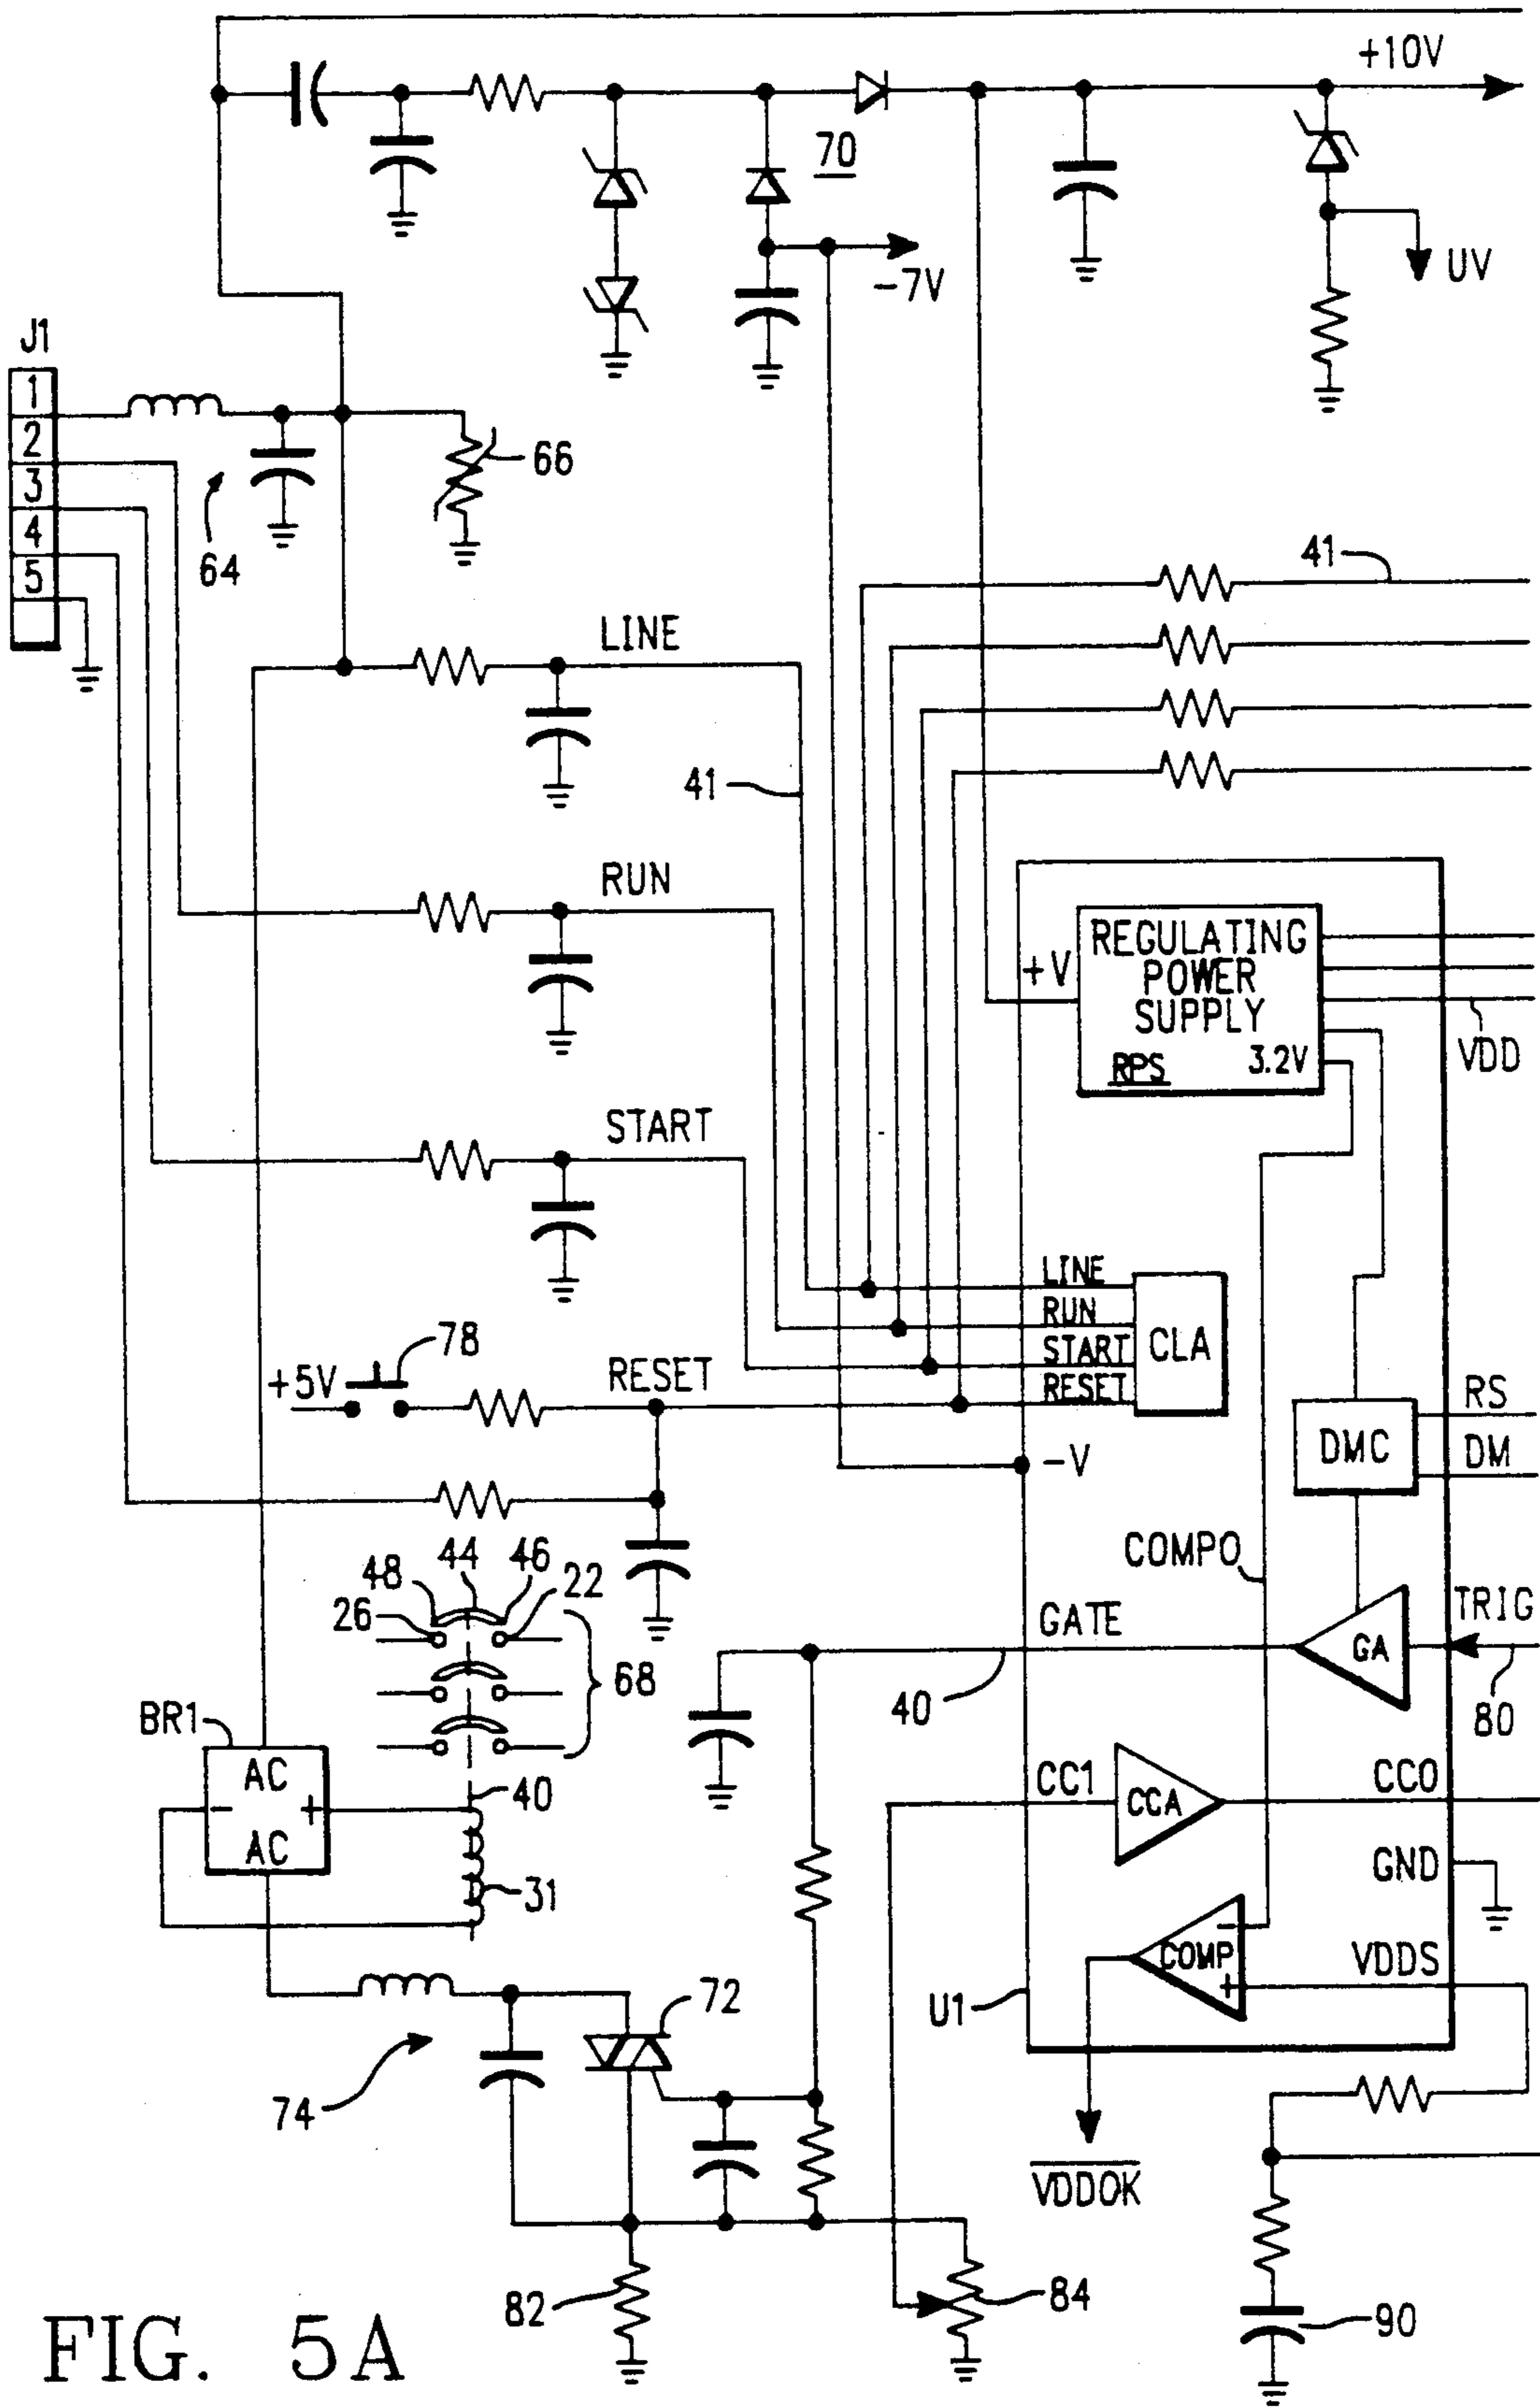 +10V
70
-7V
UV
J1
1
2
3
4
5
64
66
41
LINE
41
RUN
+V
REGULATING
POWER
SUPPLY
RPS
3.2V
VDD
START
LINE
RUN
START
RESET
CLA
78
+5V
RESET
-V
DMC
RS
DM
COMPO
48
44
46
26
22
68
GATE
40
GA
TRIG
80
BR1
AC
-
+
AC
40
31
CC1
CCA
CCO
GND
COMP
-
+
VDDS
U1
72
74
VDDOK
82
84
90
FIG. 5A